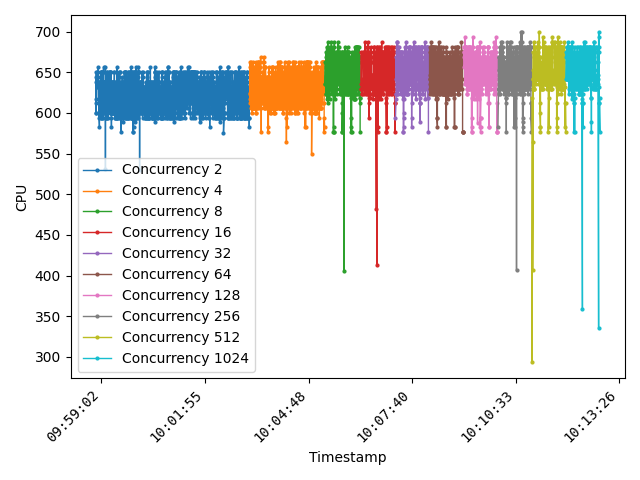 700
650
600
550
500
450
400
350
300
CPU
Concurrency 2
Concurrency 4
Concurrency 8
Concurrency 16
Concurrency 32
Concurrency 64
Concurrency 128
Concurrency 256
Concurrency 512
Concurrency 1024
09:59:02
10:01:55
10:04:48
10:07:40
10:10:33
10:13:26
Timestamp